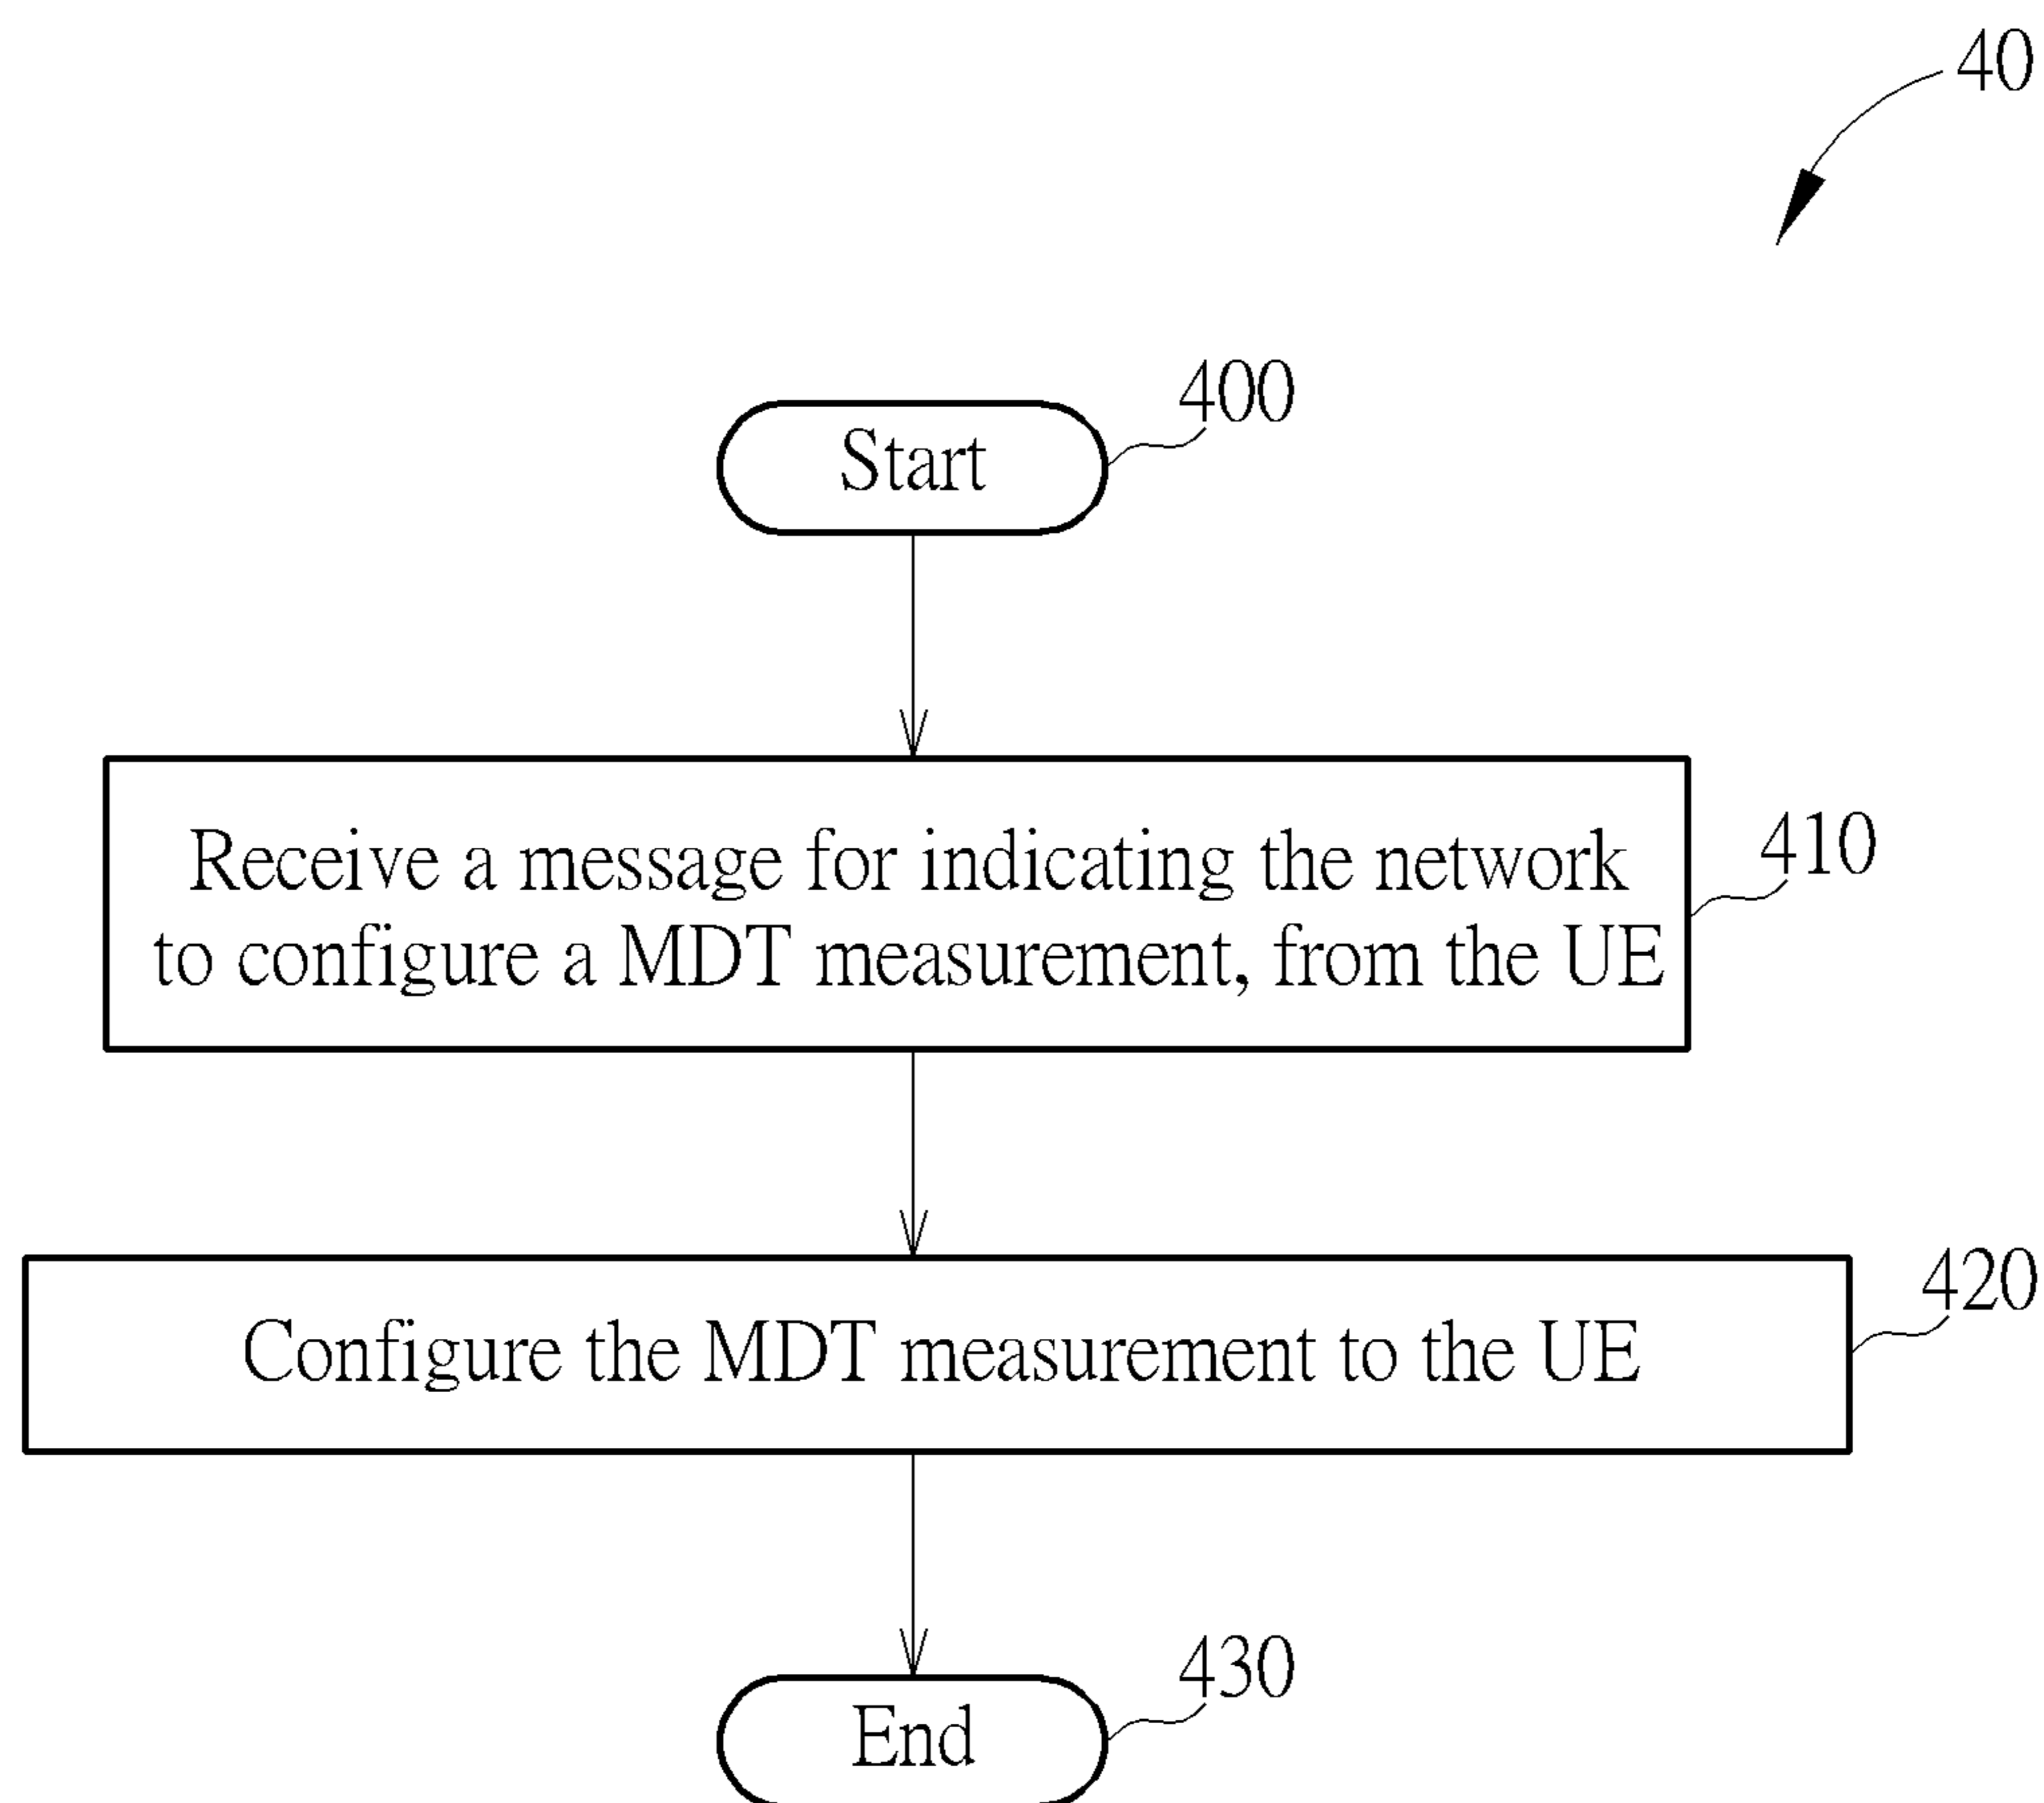 40
400
Start
Receive a message for indicating the network
to configure a MDT measurement, from the UE
410
Configure the MDT measurement to the UE
420
430
End